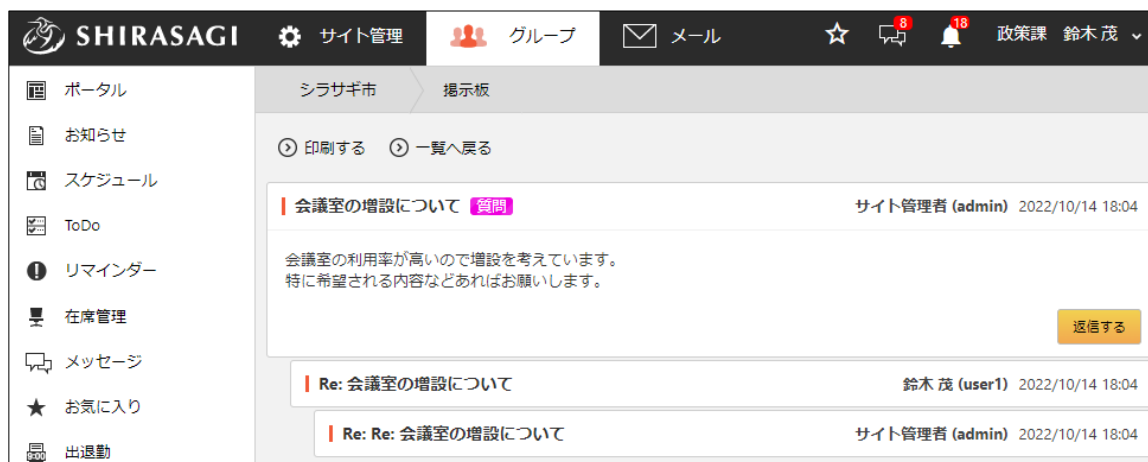 SHIRASAGI サイト管理 グループ メール 8 18 政策課 鈴木 茂
ポータル
お知らせ
スケジュール
ToDo
リマインダー
在席管理
メッセージ
お気に入り
出退勤
シラサギ市 掲示板
印刷する 一覧へ戻る
会議室の増設について 質問 サイト管理者 (admin) 2022/10/14 18:04
会議室の利用率が高いので増設を考えています。
特に希望される内容などあればお願いします。
返信する
Re: 会議室の増設について 鈴木 茂 (user1) 2022/10/14 18:04
Re: Re: 会議室の増設について サイト管理者 (admin) 2022/10/14 18:04